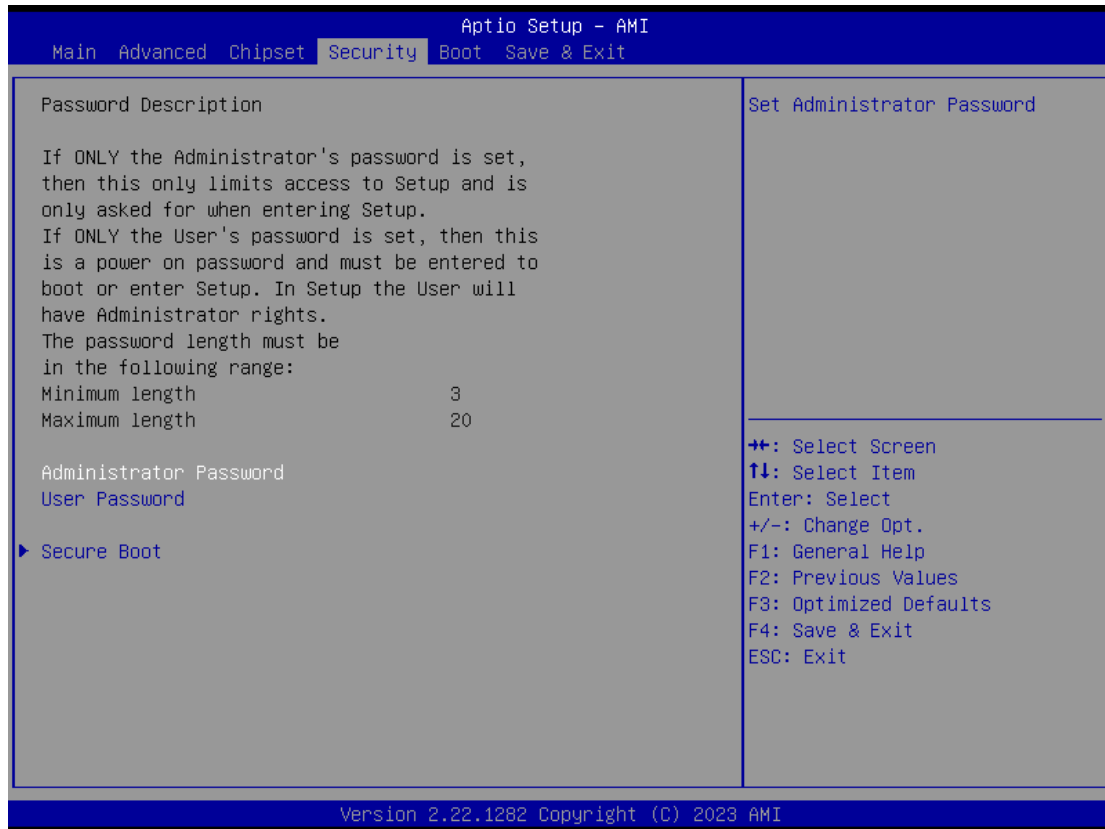 Aptio Setup – AMI
Main Advanced Chipset Security Boot Save & Exit
Password Description
If ONLY the Administrator's password is set,
then this only limits access to Setup and is
only asked for when entering Setup.
If ONLY the User's password is set, then this
is a power on password and must be entered to
boot or enter Setup. In Setup the User will
have Administrator rights.
The password length must be
in the following range:
Minimum length 3
Maximum length 20
Administrator Password
User Password
▶ Secure Boot
Set Administrator Password
→←: Select Screen
↑↓: Select Item
Enter: Select
+/-: Change Opt.
F1: General Help
F2: Previous Values
F3: Optimized Defaults
F4: Save & Exit
ESC: Exit
Version 2.22.1282 Copyright (C) 2023 AMI